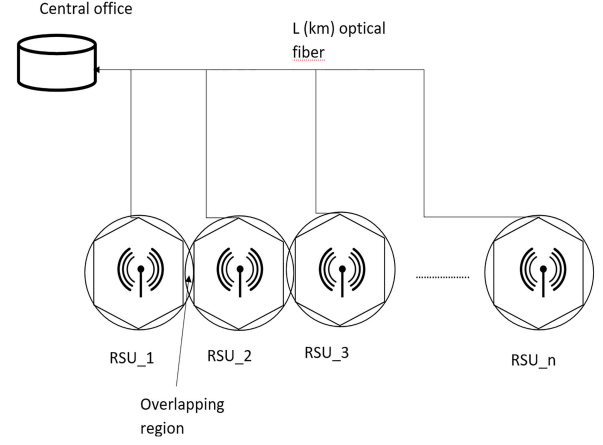 Central office
L (km) optical
fiber
RSU_1
RSU_2
RSU_3
RSU_n
Overlapping
region